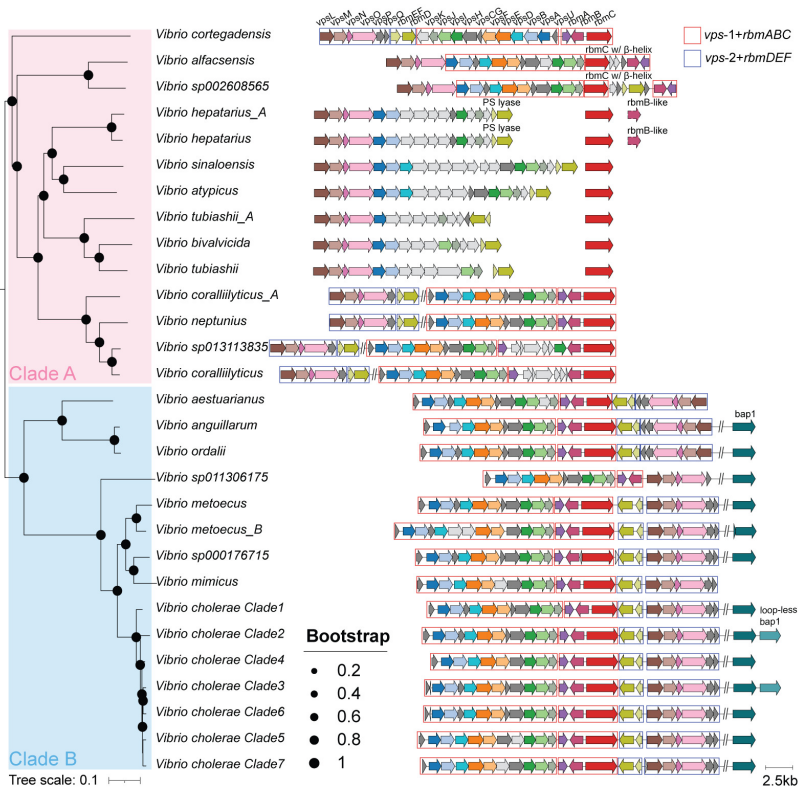 vpsL
vpsM
vpsN
vpsO
vpsP
vpsQ
rbmEF
rbmD
vpsK
vpsJ
vpsI
vpsH
vpsCG
vpsF
vpsE
vpsD
vpsB
vpsA
vpsU
rbmA
rbmB
rbmC
vps-1+rbmABC
vps-2+rbmDEF
Vibrio cortegadensis
rbmC w/ β-helix
Vibrio alfacsensis
rbmC w/ β-helix
Vibrio sp002608565
PS lyase
rbmB-like
Vibrio hepatarius_A
PS lyase
rbmB-like
Vibrio hepatarius
Vibrio sinaloensis
Vibrio atypicus
Vibrio tubiashii_A
Vibrio bivalvicida
Vibrio tubiashii
Vibrio coralliilyticus_A
//
Vibrio neptunius
//
Vibrio sp013113835
//
Clade A
Vibrio coralliilyticus
//
Vibrio aestuarianus
bap1
Vibrio anguillarum
//
Vibrio ordalii
//
Vibrio sp011306175
//
Vibrio metoecus
//
Vibrio metoecus_B
//
Vibrio sp000176715
//
Vibrio mimicus
Vibrio cholerae Clade1
//
loop-less
bap1
Vibrio cholerae Clade2
//
Bootstrap
Vibrio cholerae Clade4
//
0.2
Vibrio cholerae Clade3
//
0.4
Vibrio cholerae Clade6
//
0.6
Vibrio cholerae Clade5
//
0.8
Clade B
Vibrio cholerae Clade7
//
1
Tree scale: 0.1
2.5kb